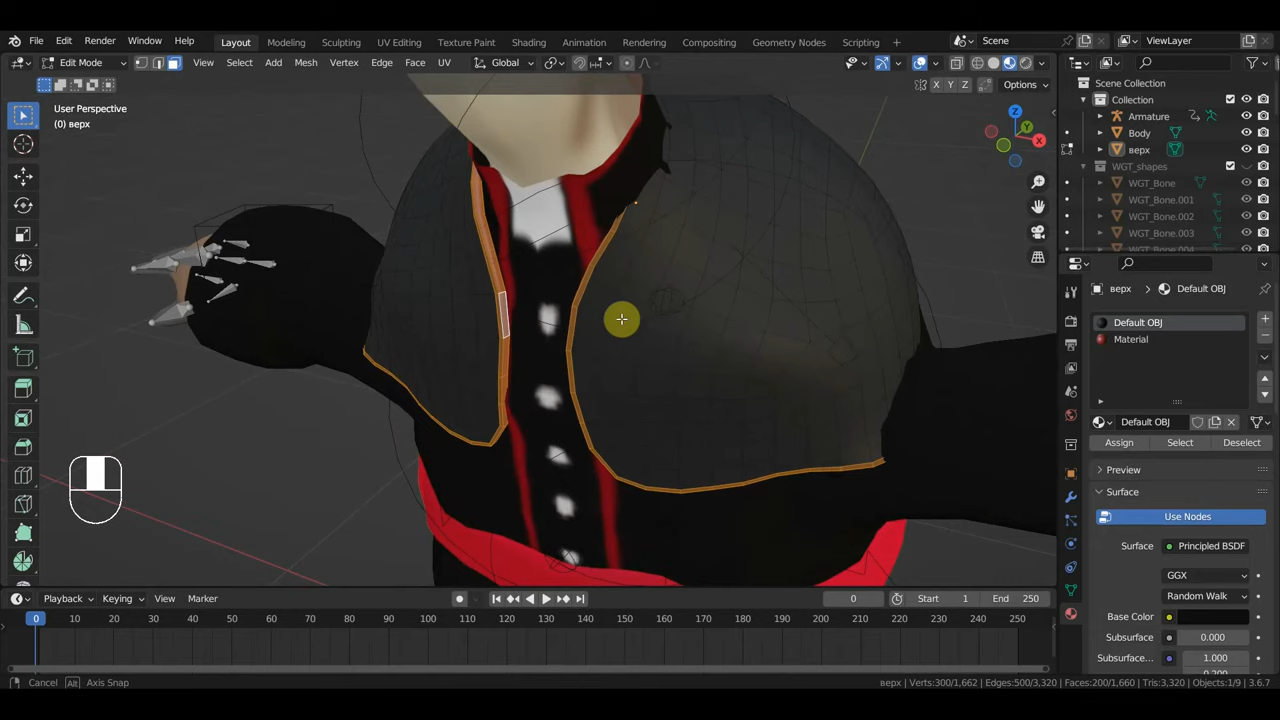 File Edit Render Window Help Layout Modeling Sculpting UV Editing Texture Paint Shading Animation Rendering Compositing Geometry Nodes Scripting Scene ViewLayer
Edit Mode View Select Add Mesh Vertex Edge Face UV Global
X Y Z Options
User Perspective
(0) верх
Z
Y
X
Scene Collection
Collection
Armature
Body
верх
WGT_shapes
WGT_Bone
WGT_Bone.001
WGT_Bone.002
WGT_Bone.003
верх Default OBJ
Default OBJ
Material
Default OBJ
Assign Select Deselect
Preview
Surface
Use Nodes
Surface Principled BSDF
GGX
Random Walk
Base Color
Subsurface 0.000
Subsurface... 1.000
Playback Keying View Marker 0 Start 1 End 250
0 10 20 30 40 50 60 70 80 90 100 110 120 130 140 150 160 170 180 190 200 210 220 230 240 250
Cancel Alt Axis Snap верх | Verts:300/1,662 | Edges:500/3,320 | Faces:200/1,660 | Tris:3,320 | Objects:1/9 | 3.6.7